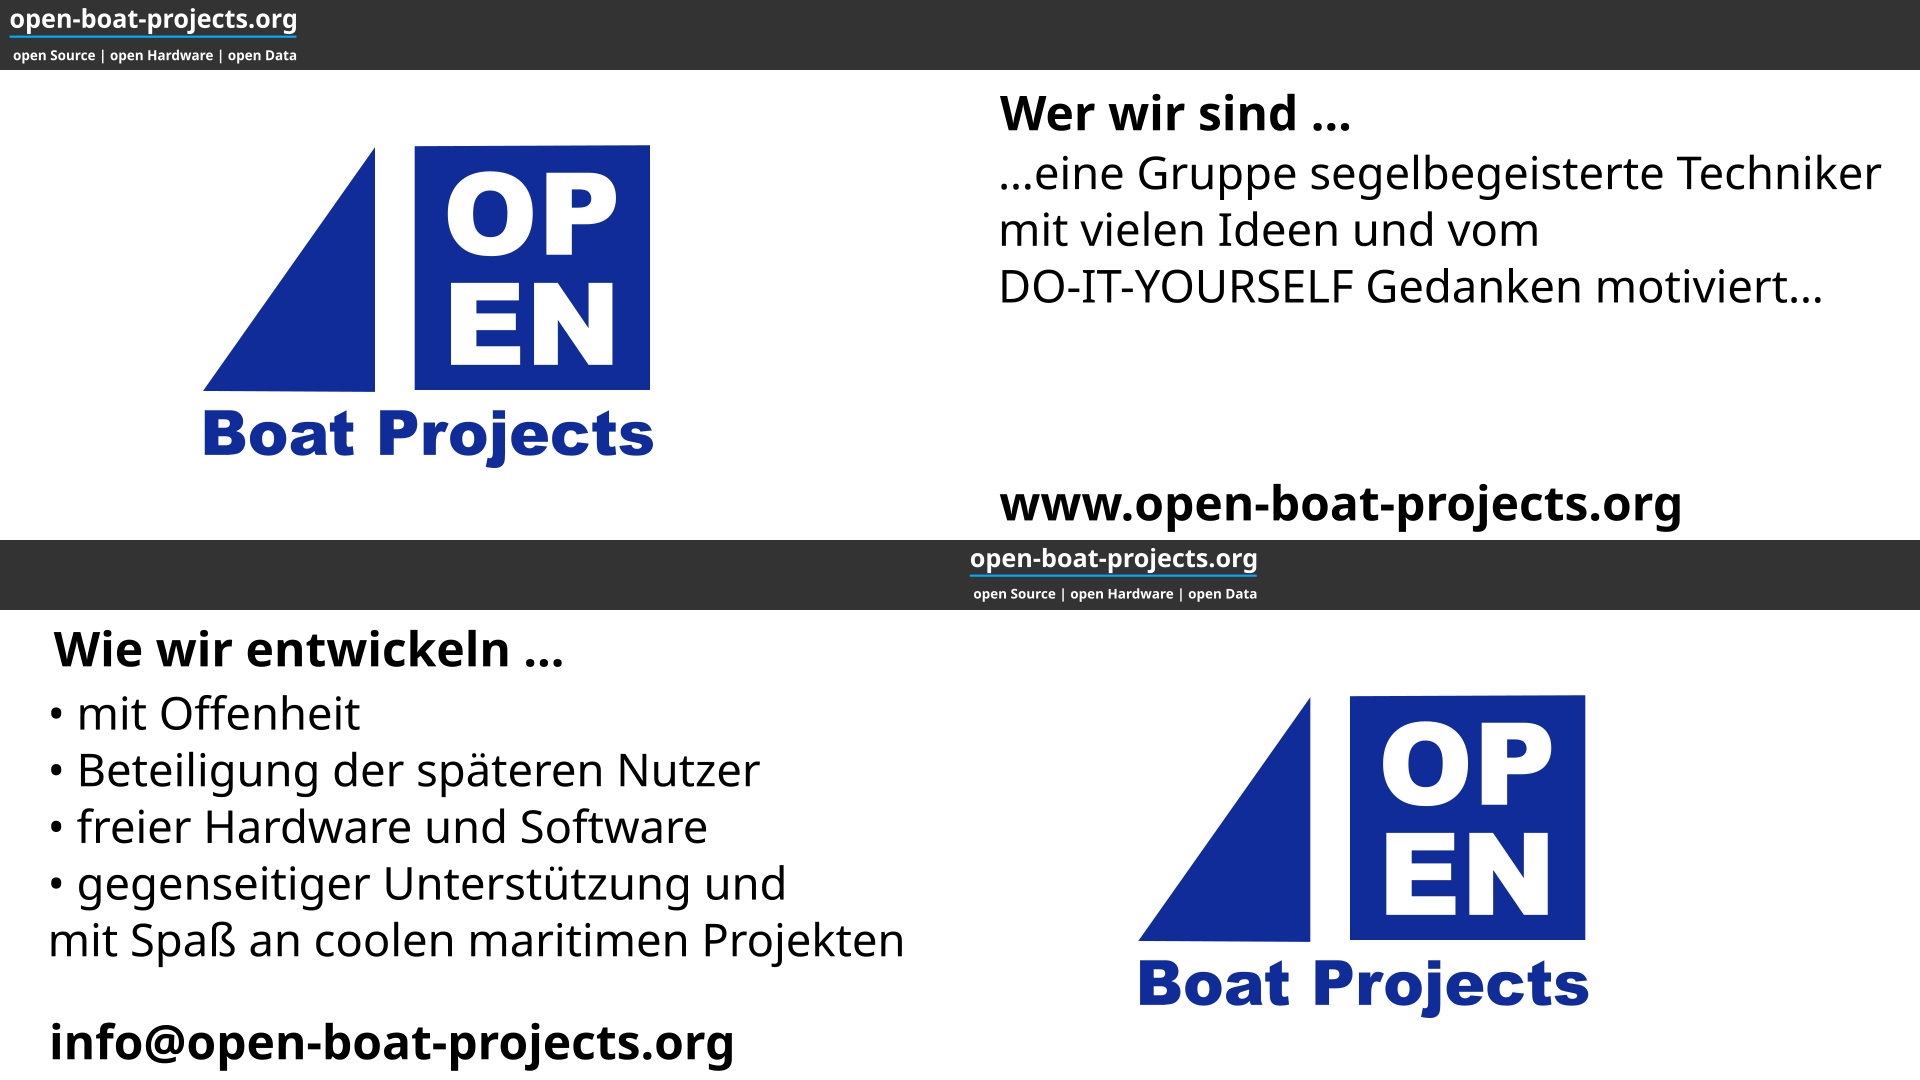 open-boat-projects.org
open Source | open Hardware | open Data
OP
EN
Boat Projects
Wer wir sind ...
...eine Gruppe segelbegeisterte Techniker
mit vielen Ideen und vom
DO-IT-YOURSELF Gedanken motiviert...
www.open-boat-projects.org
open-boat-projects.org
open Source | open Hardware | open Data
Wie wir entwickeln ...
• mit Offenheit
• Beteiligung der späteren Nutzer
• freier Hardware und Software
• gegenseitiger Unterstützung und
mit Spaß an coolen maritimen Projekten
info@open-boat-projects.org
OP
EN
Boat Projects